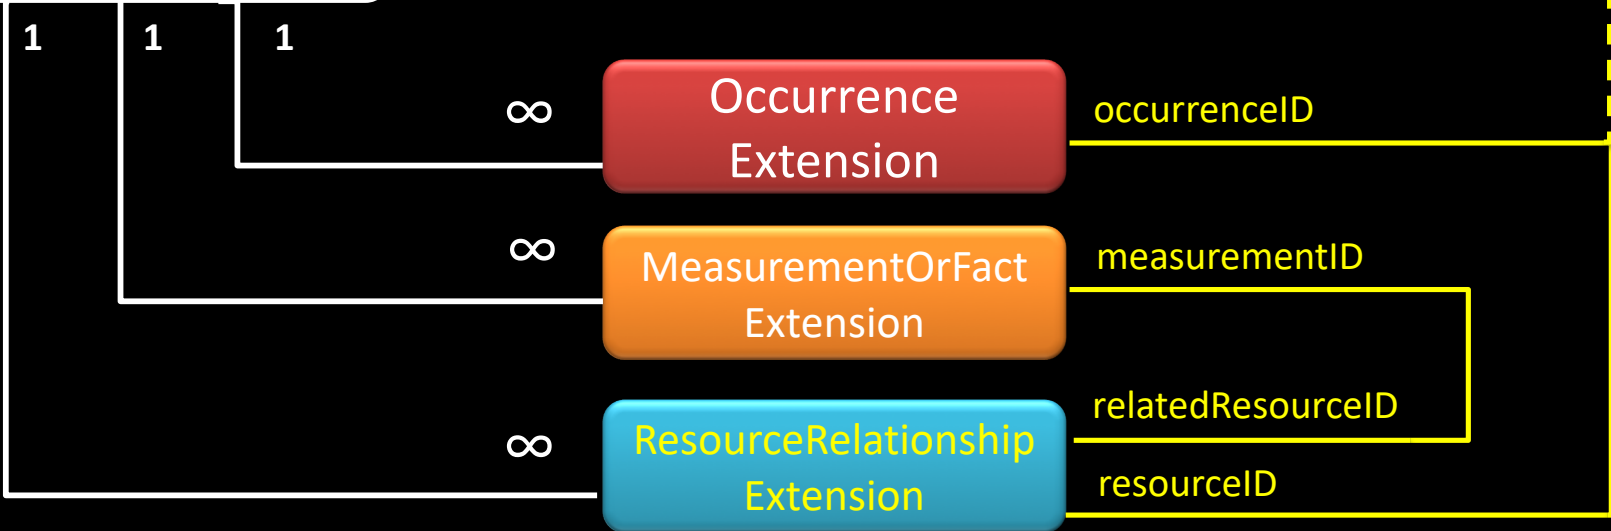 1
1
1
∞
Occurrence
Extension
occurrenceID
∞
MeasurementOrFact
Extension
measurementID
∞
ResourceRelationship
Extension
relatedResourceID
resourceID